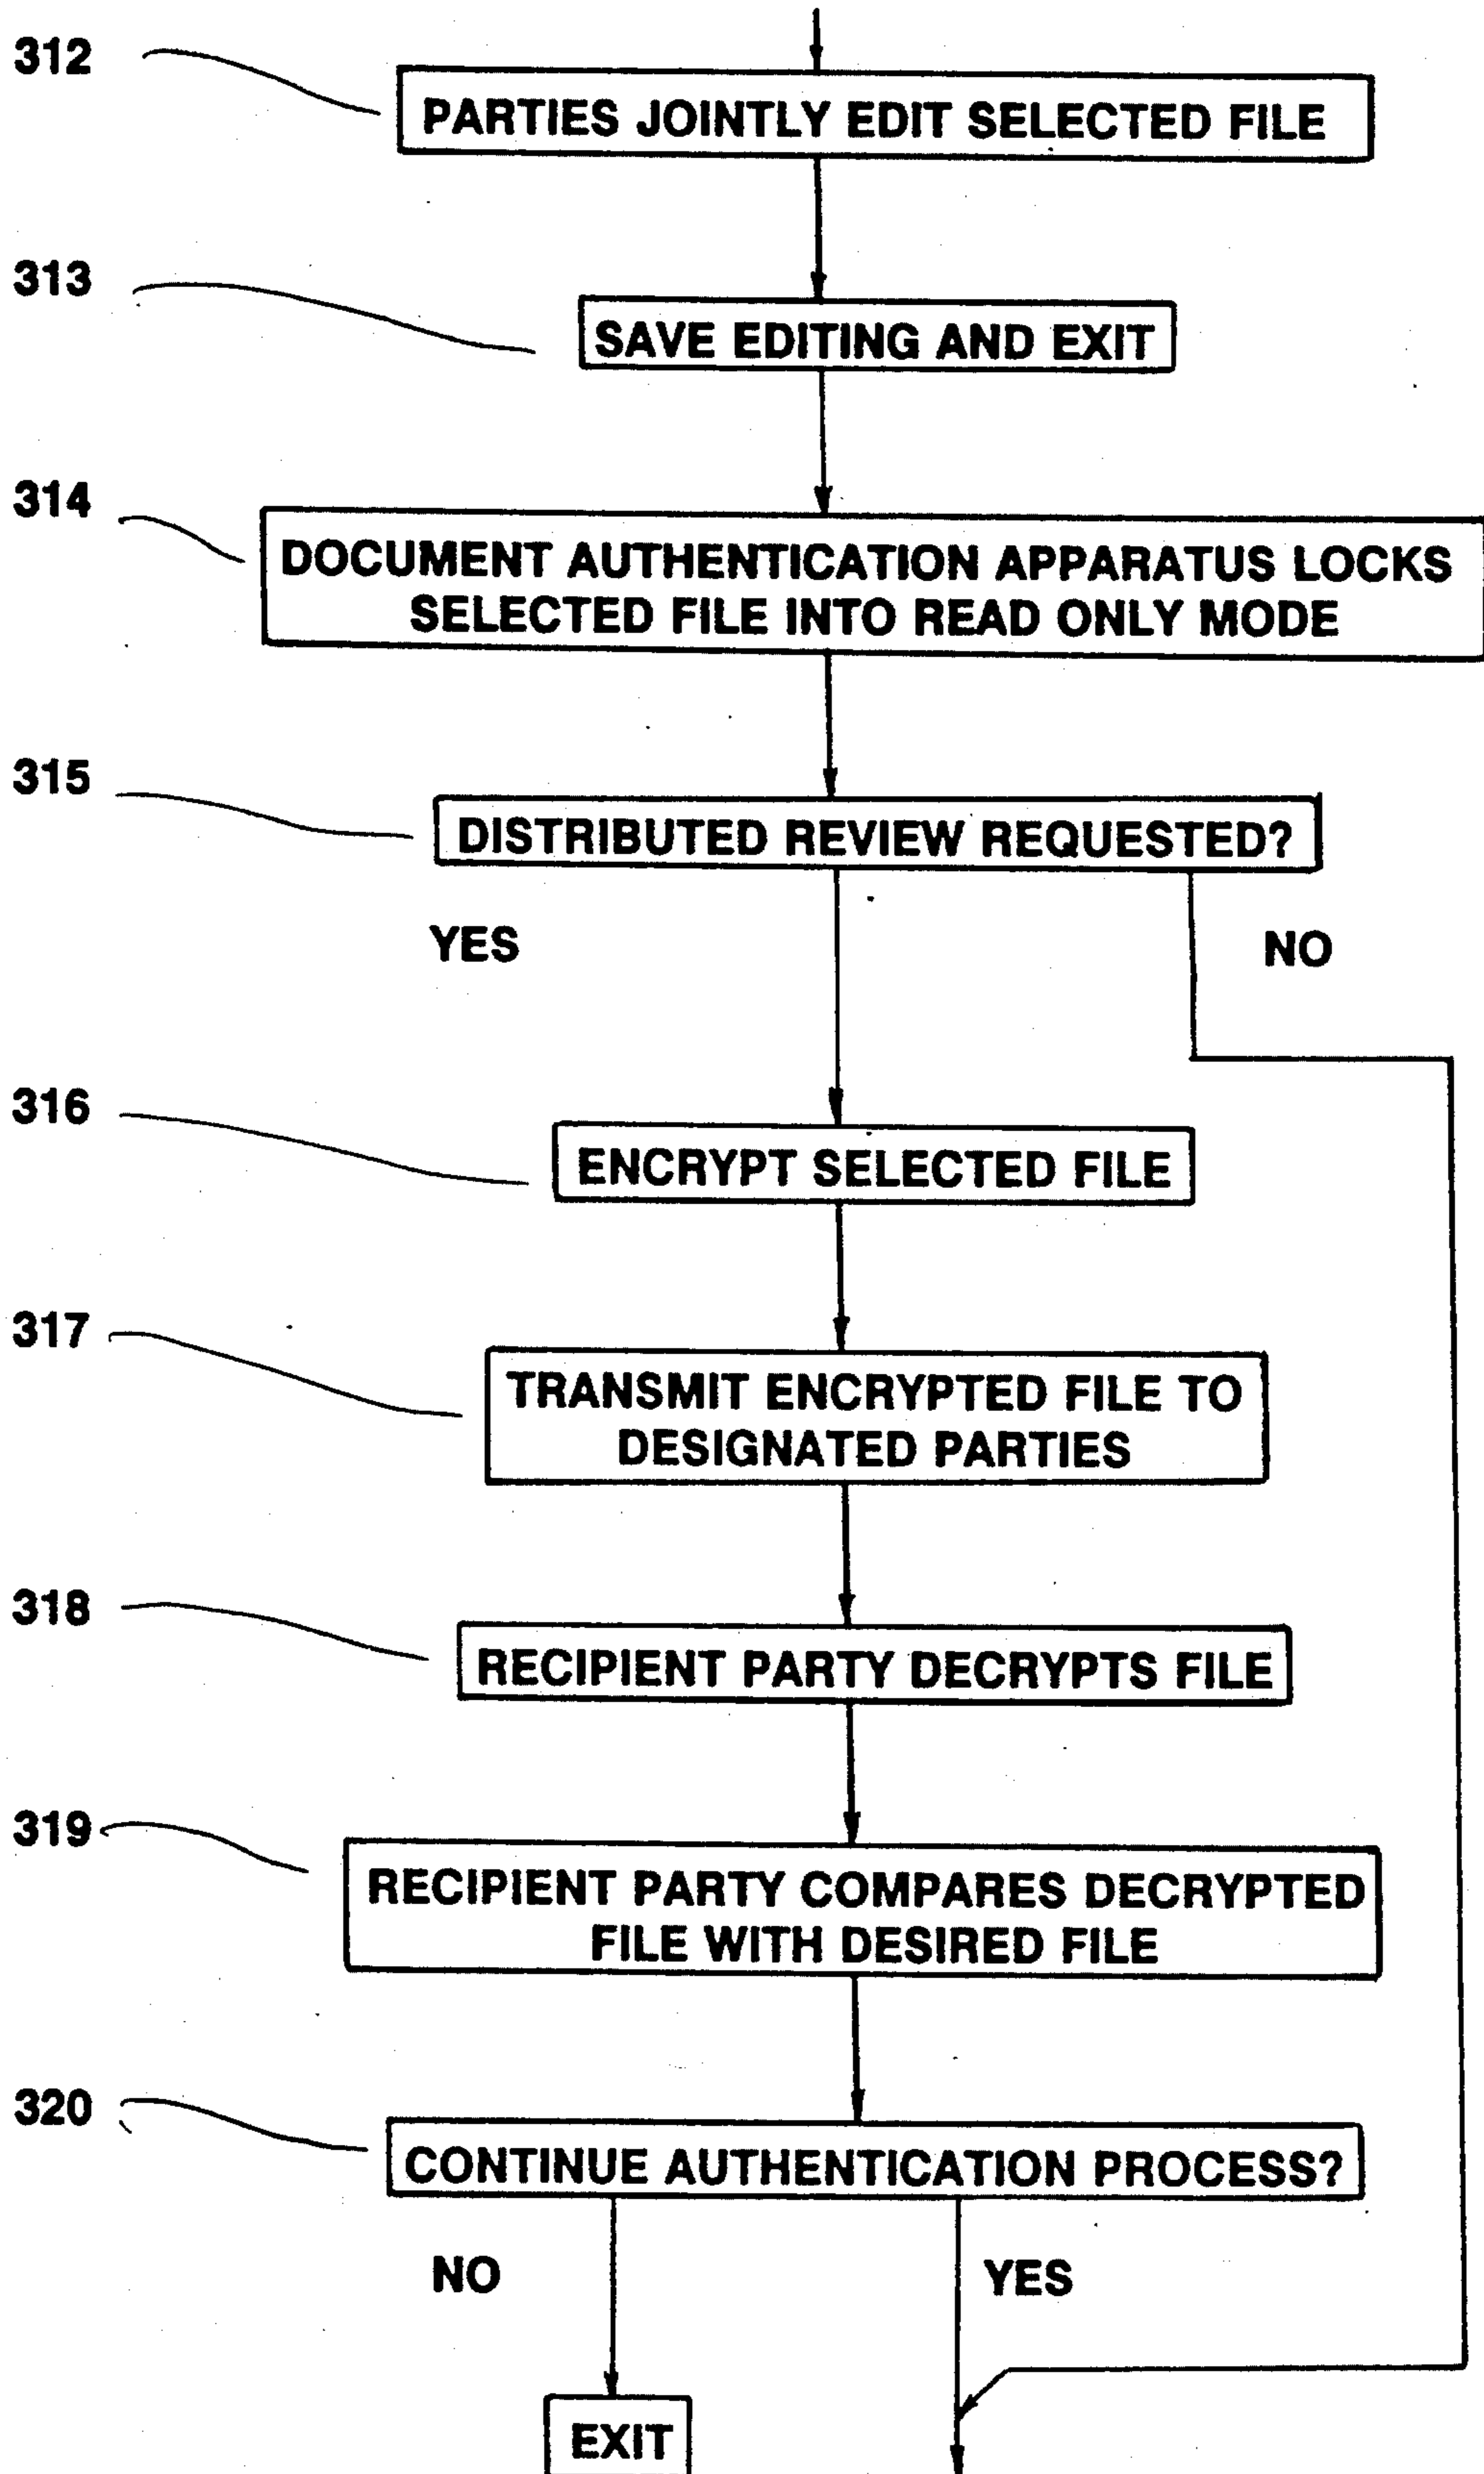 312
PARTIES JOINTLY EDIT SELECTED FILE
313
SAVE EDITING AND EXIT
314
DOCUMENT AUTHENTICATION APPARATUS LOCKS
SELECTED FILE INTO READ ONLY MODE
315
DISTRIBUTED REVIEW REQUESTED?
YES
NO
316
ENCRYPT SELECTED FILE
317
TRANSMIT ENCRYPTED FILE TO
DESIGNATED PARTIES
318
RECIPIENT PARTY DECRYPTS FILE
319
RECIPIENT PARTY COMPARES DECRYPTED
FILE WITH DESIRED FILE
320
CONTINUE AUTHENTICATION PROCESS?
NO
YES
EXIT